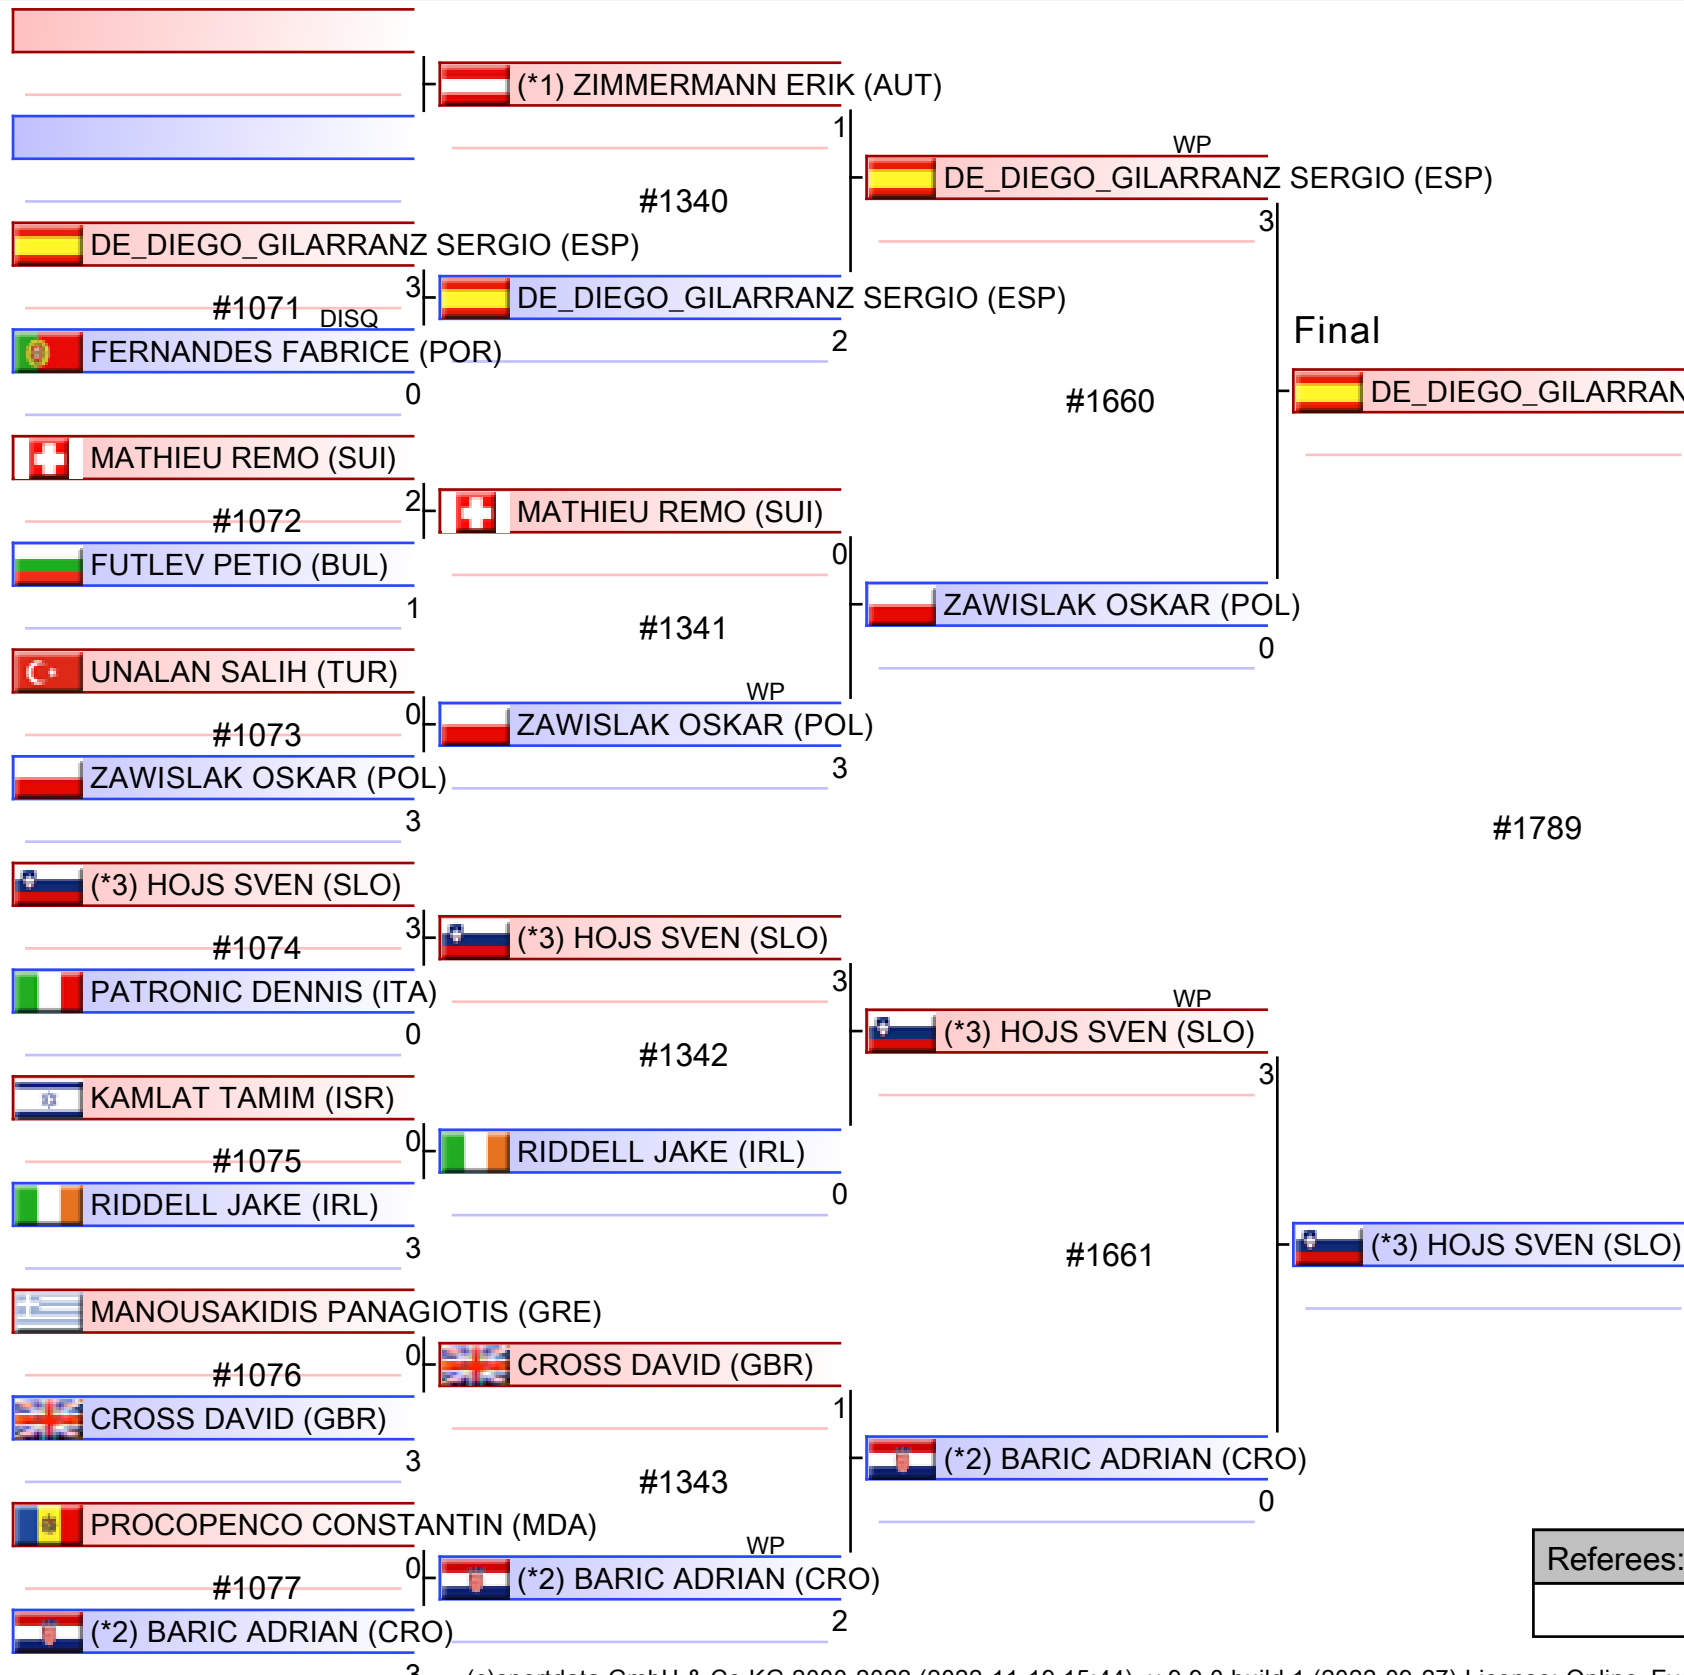 (*1) ZIMMERMANN ERIK (AUT)
1
WP
DE_DIEGO_GILARRANZ SERGIO (ESP)
#1340
3
DE_DIEGO_GILARRANZ SERGIO (ESP)
3
#1071
DISQ
DE_DIEGO_GILARRANZ SERGIO (ESP)
Final
FERNANDES FABRICE (POR)
2
0
#1660
DE_DIEGO_GILARRAN
MATHIEU REMO (SUI)
2
#1072
MATHIEU REMO (SUI)
0
FUTLEV PETIO (BUL)
1
ZAWISLAK OSKAR (POL)
#1341
0
UNALAN SALIH (TUR)
WP
0
#1073
ZAWISLAK OSKAR (POL)
3
ZAWISLAK OSKAR (POL)
3
#1789
(*3) HOJS SVEN (SLO)
3
#1074
(*3) HOJS SVEN (SLO)
3
PATRONIC DENNIS (ITA)
WP
0
(*3) HOJS SVEN (SLO)
#1342
3
KAMLAT TAMIM (ISR)
0
#1075
RIDDELL JAKE (IRL)
RIDDELL JAKE (IRL)
0
3
#1661
(*3) HOJS SVEN (SLO)
MANOUSAKIDIS PANAGIOTIS (GRE)
0
#1076
CROSS DAVID (GBR)
1
CROSS DAVID (GBR)
3
(*2) BARIC ADRIAN (CRO)
#1343
0
PROCOPENCO CONSTANTIN (MDA)
WP
0
#1077
(*2) BARIC ADRIAN (CRO)
2
Referees:
(*2) BARIC ADRIAN (CRO)
3